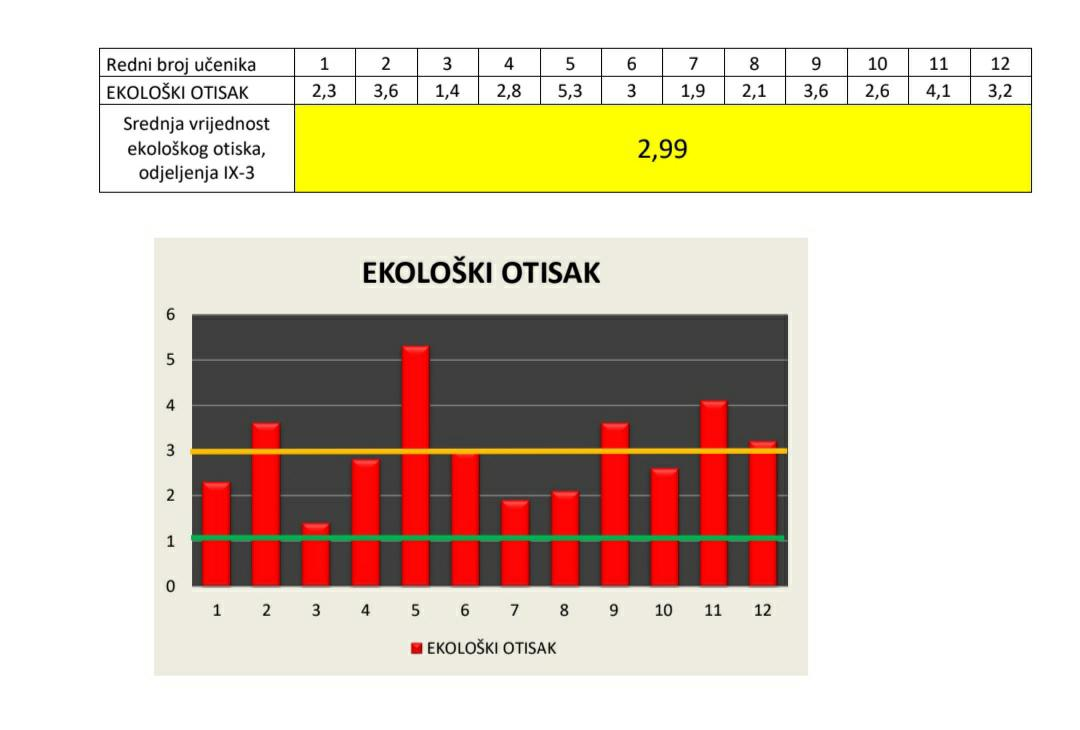 Redni broj učenika 1 2 3 4 5 6 7 8 9 10 11 12
EKOLOŠKI OTISAK 2,3 3,6 1,4 2,8 5,3 3 1,9 2,1 3,6 2,6 4,1 3,2
Srednja vrijednost
ekološkog otiska,
odjeljenja IX-3
2,99
EKOLOŠKI OTISAK
6
5
4
3
2
1
0
1 2 3 4 5 6 7 8 9 10 11 12
EKOLOŠKI OTISAK